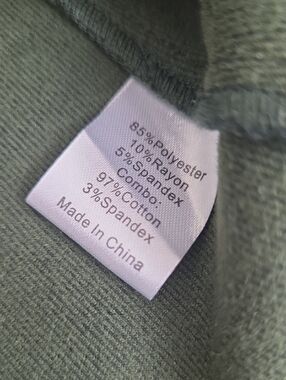 85%Polyester
10%Rayon
5%Spandex
Combo:
97%Cotton
3%Spandex
Made In China